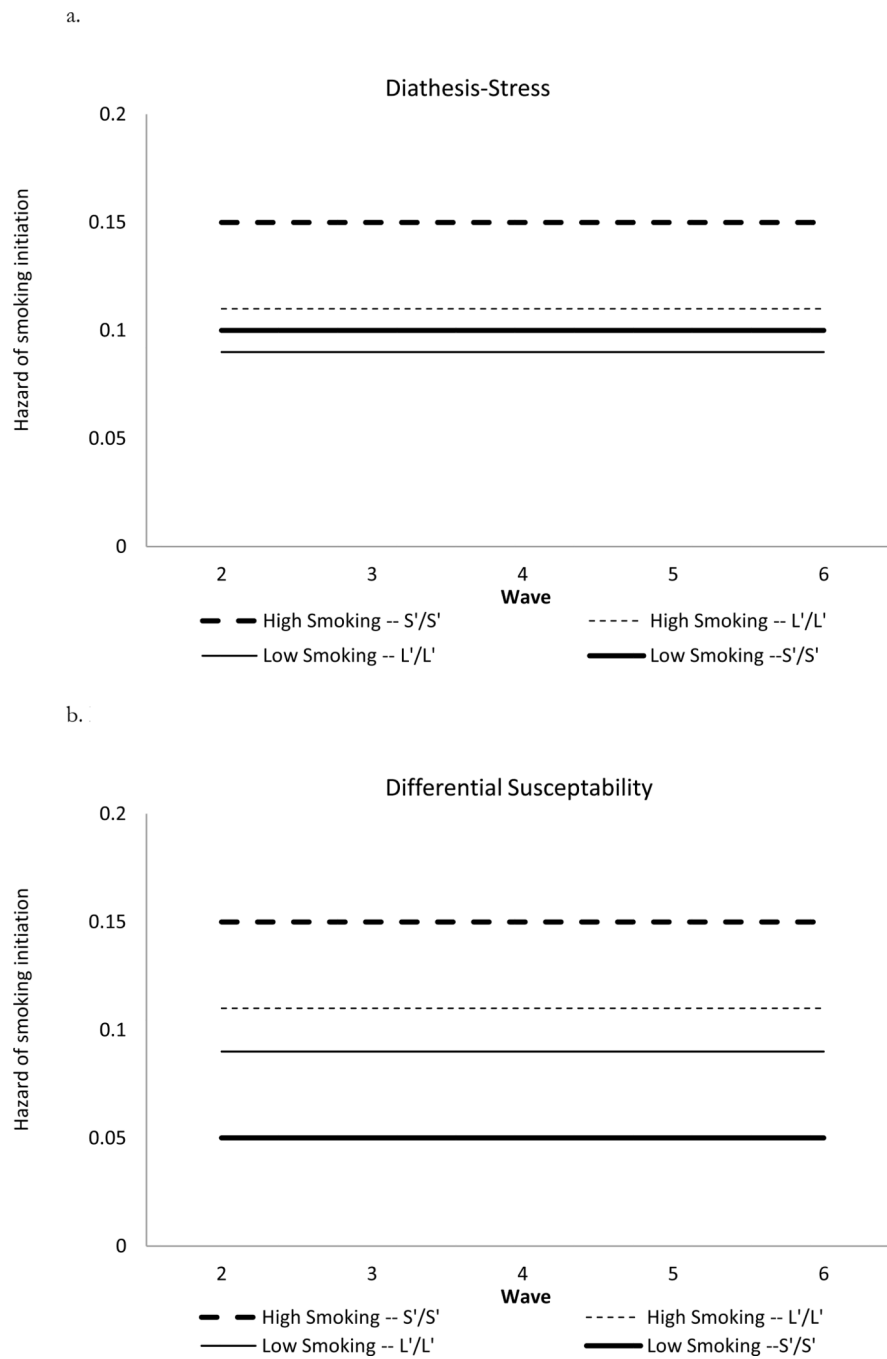 a.
Diathesis-Stress
Hazard of smoking initiation
0.2
0.15
0.1
0.05
0
2 3 4 5 6
Wave
High Smoking -- S'/S' High Smoking -- L'/L'
Low Smoking -- L'/L' Low Smoking --S'/S'
b.
Differential Susceptability
Hazard of smoking initiation
0.2
0.15
0.1
0.05
0
2 3 4 5 6
Wave
High Smoking -- S'/S' High Smoking -- L'/L'
Low Smoking -- L'/L' Low Smoking --S'/S'